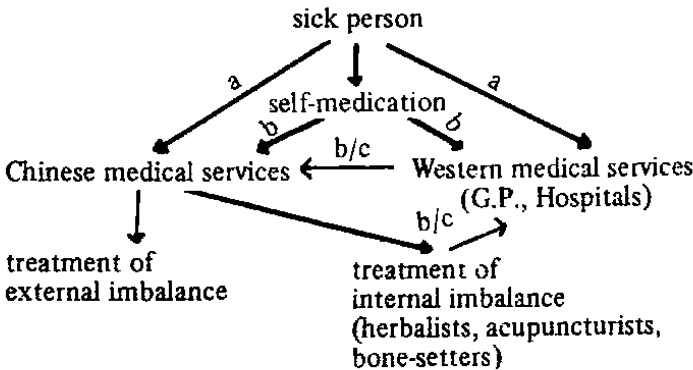 sick person
a
a
self-medication
b
b
b/c
Chinese medical services
Western medical services
(G.P., Hospitals)
b/c
treatment of
external imbalance
treatment of
internal imbalance
(herbalists, acupuncturists,
bone-setters)